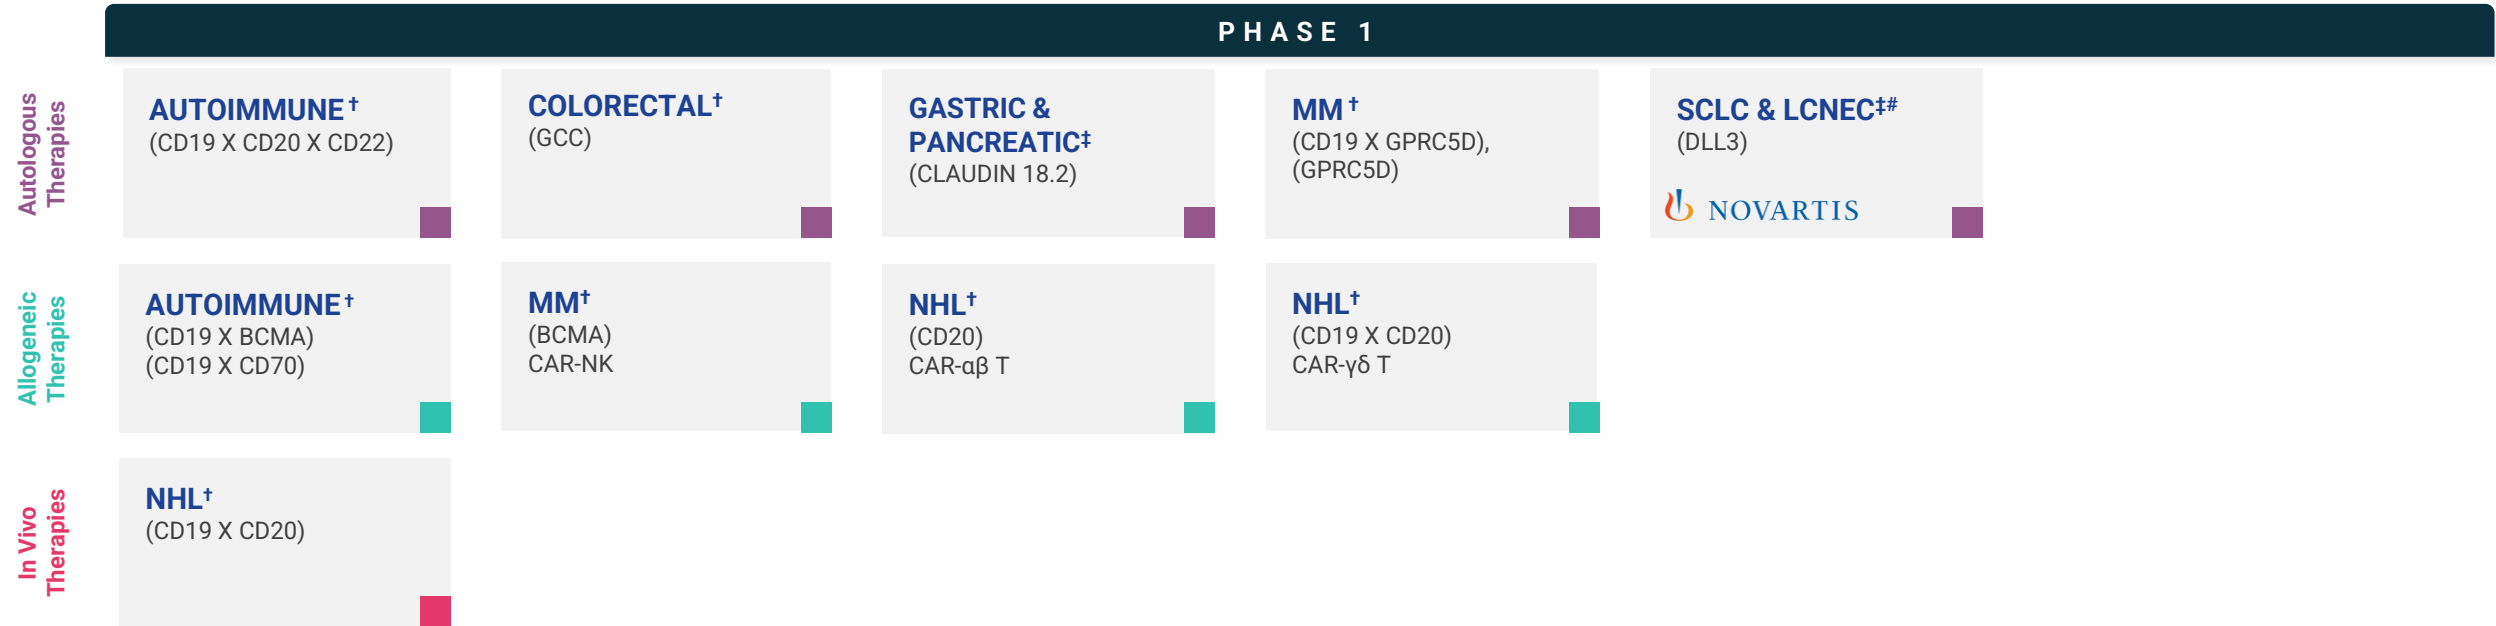 PHASE 1
Autologous
Therapies
AUTOIMMUNE†
(CD19 X CD20 X CD22)
COLORECTAL†
(GCC)
GASTRIC &
PANCREATIC‡
(CLAUDIN 18.2)
MM†
(CD19 X GPRC5D),
(GPRC5D)
SCLC & LCNEC‡#
(DLL3)
NOVARTIS
Allogeneic
Therapies
AUTOIMMUNE†
(CD19 X BCMA)
(CD19 X CD70)
MM†
(BCMA)
CAR-NK
NHL†
(CD20)
CAR-αβ T
NHL†
(CD19 X CD20)
CAR-γδ T
In Vivo
Therapies
NHL†
(CD19 X CD20)